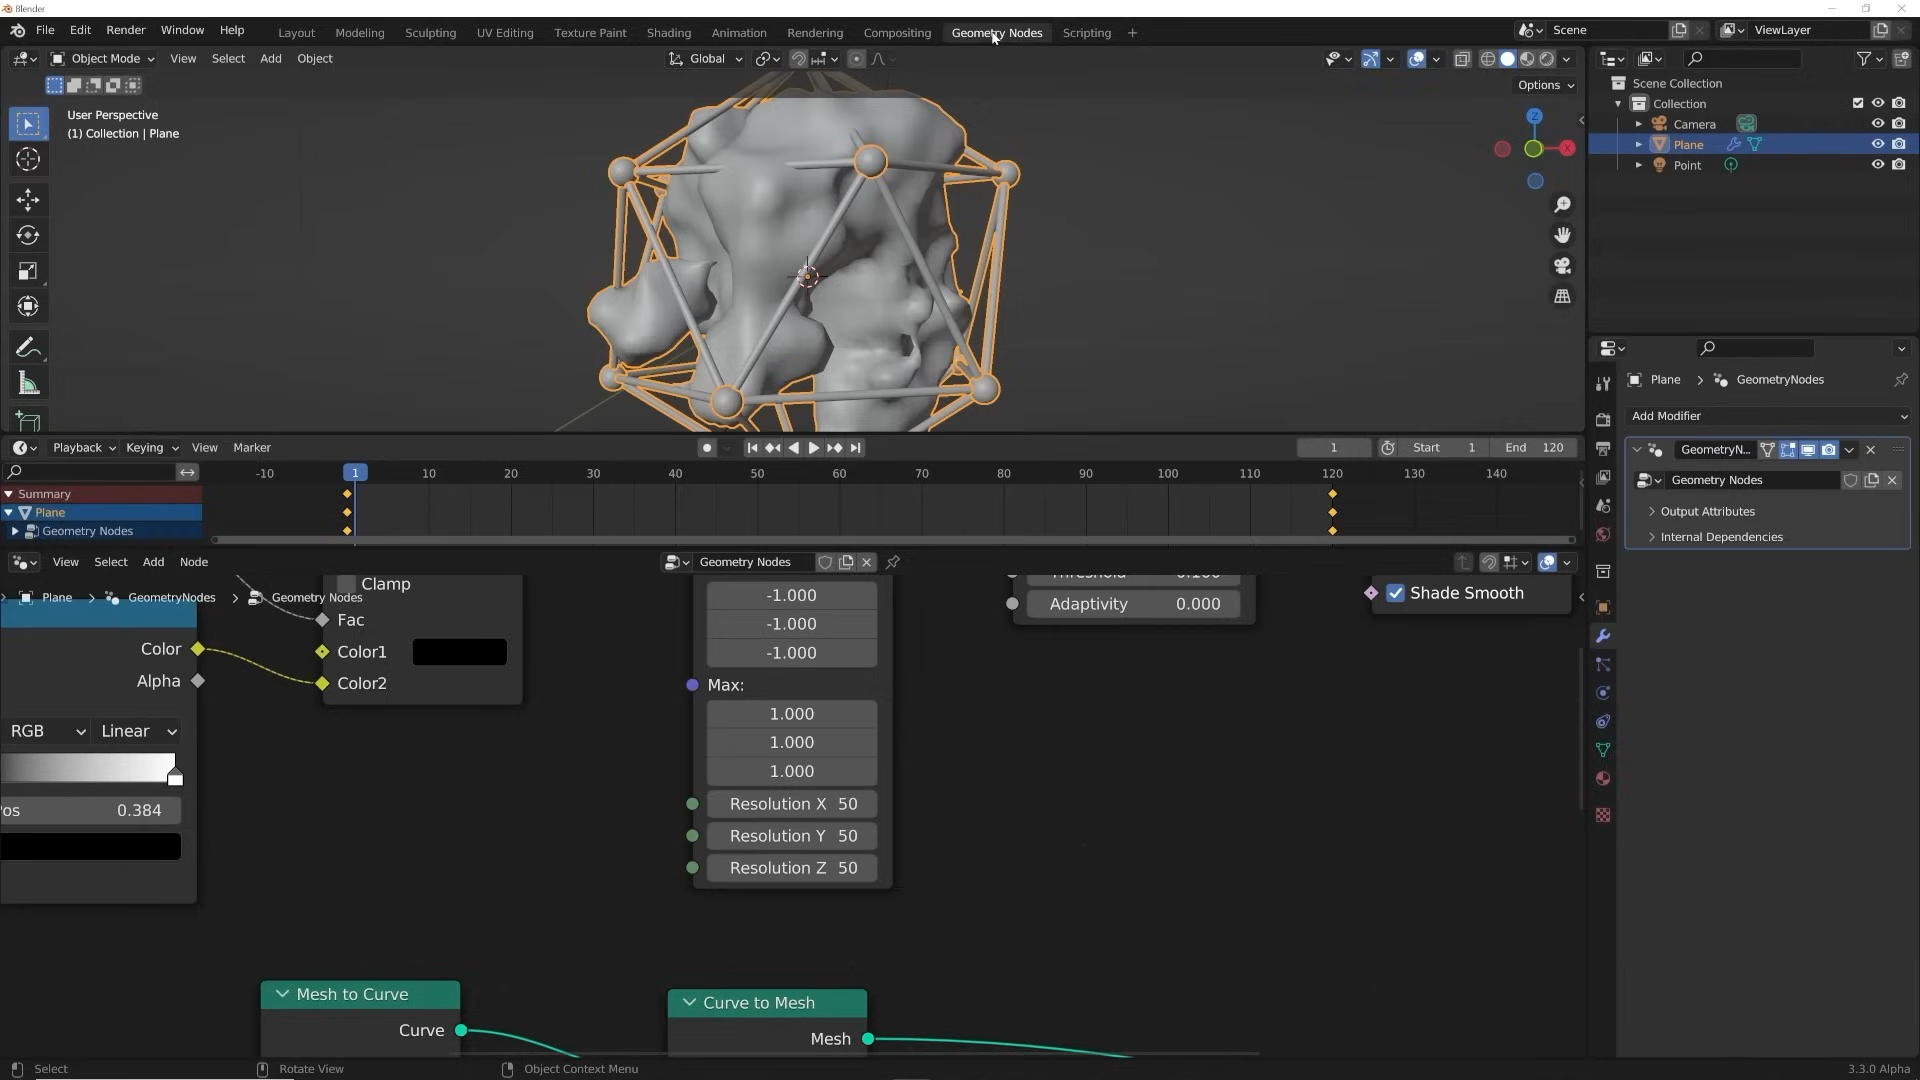 Blender
File Edit Render Window Help
Layout Modeling Sculpting UV Editing Texture Paint Shading Animation Rendering Compositing Geometry Nodes Scripting +
Scene
ViewLayer
Object Mode View Select Add Object
Global
Options
User Perspective
(1) Collection | Plane
Z
X
Scene Collection
Collection
Camera
Plane
Point
Plane > GeometryNodes
Add Modifier
GeometryN...
Geometry Nodes
Output Attributes
Internal Dependencies
Playback Keying View Marker
1
Start 1
End 120
-10 1 10 20 30 40 50 60 70 80 90 100 110 120 130 140
Summary
Plane
Geometry Nodes
View Select Add Node
Geometry Nodes
Plane > GeometryNodes > Geometry Nodes
Clamp
Fac
Color1
Color2
Color
Alpha
RGB
Linear
0.384
-1.000
-1.000
-1.000
Max:
1.000
1.000
1.000
Resolution X 50
Resolution Y 50
Resolution Z 50
Adaptivity 0.000
Shade Smooth
Mesh to Curve
Curve
Curve to Mesh
Mesh
Select
Rotate View
Object Context Menu
3.3.0 Alpha